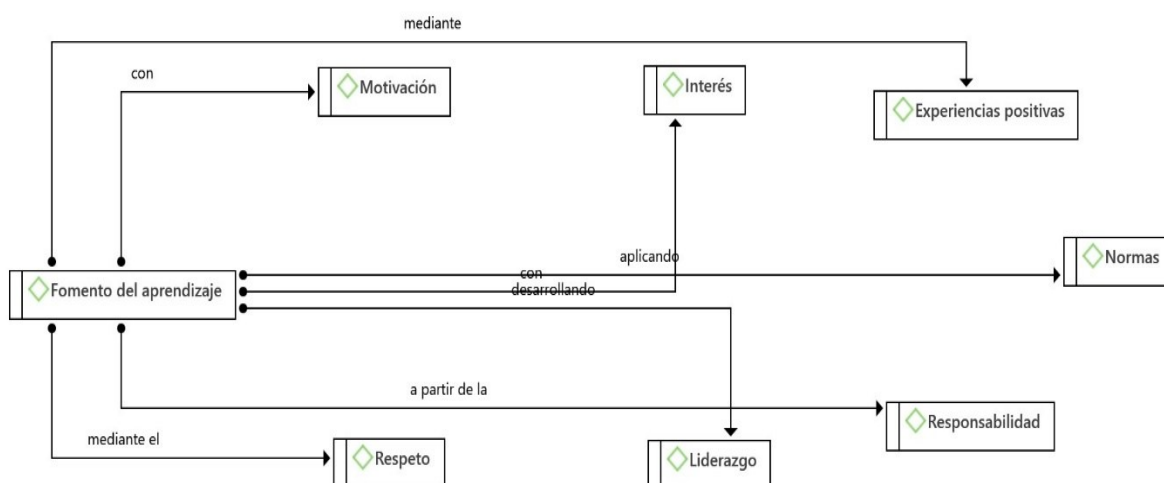 mediante
con
Motivación
Interés
Experiencias positivas
aplicando
Normas
con
Fomento del aprendizaje
desarrollando
a partir de la
Responsabilidad
mediante el
Respeto
Liderazgo